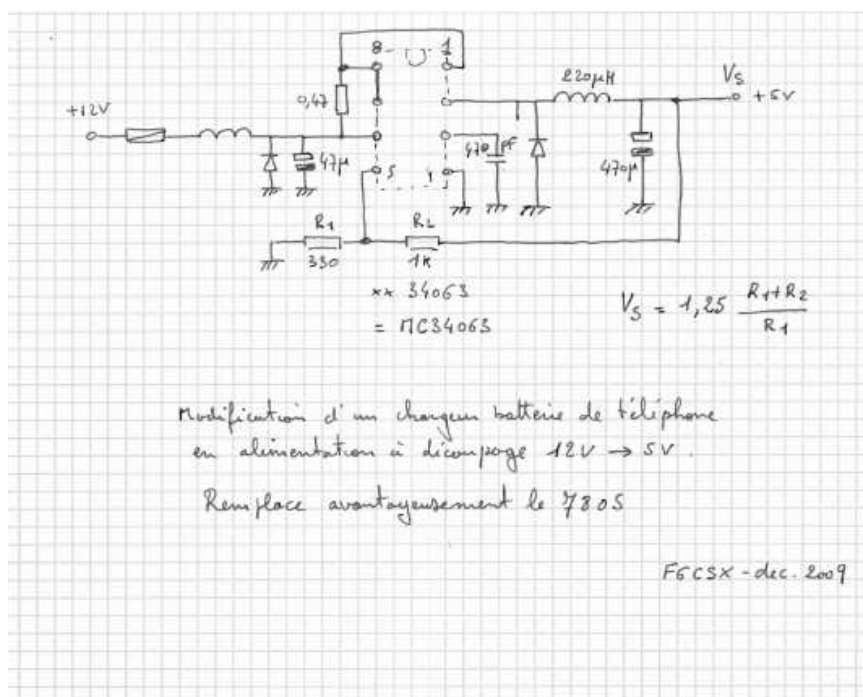 8 1
220µH
Vs
+5V
+12V
0,47
47µ
470 pF
470µ
5 1
R1
R2
330
1K
** 34063
= MC34063
Vs = 1,25 R1+R2 / R1
Modification d'un chargeur batterie de téléphone
en alimentation à découpage 12V → 5V.
Remplace avantageusement le 7805
F6CSX - dec. 2009